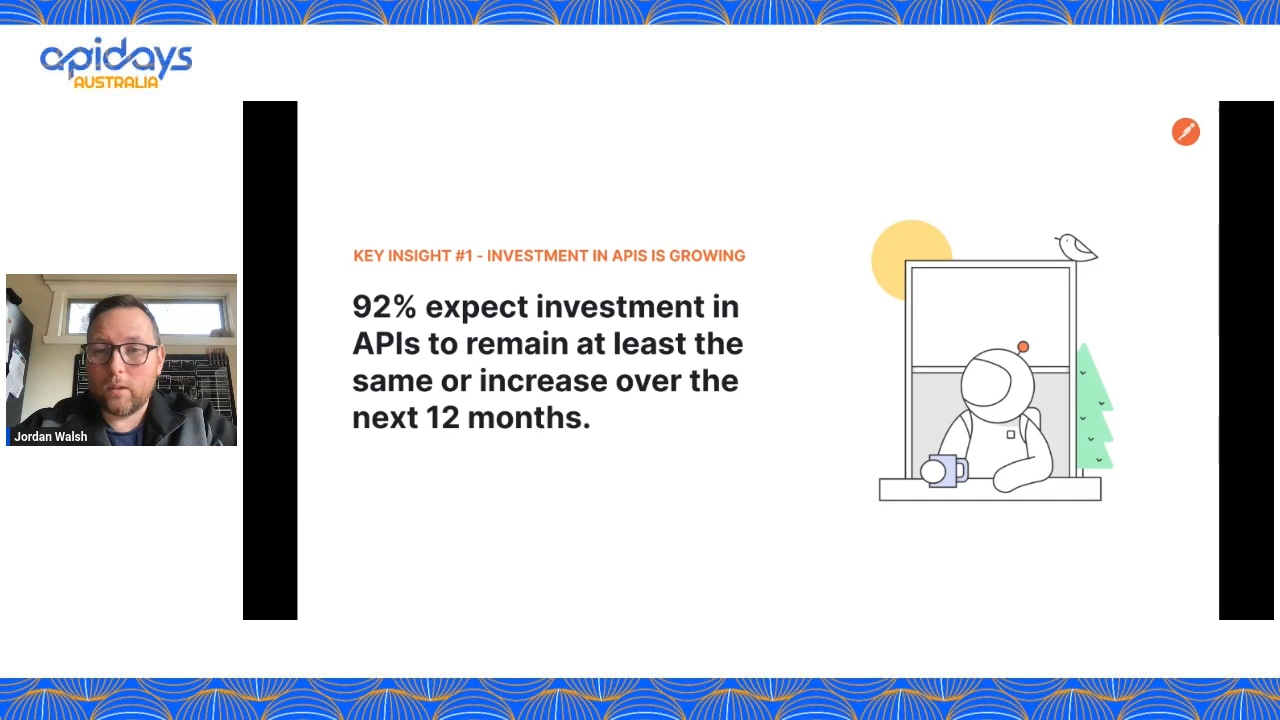 apidays
AUSTRALIA
KEY INSIGHT #1 - INVESTMENT IN APIS IS GROWING
92% expect investment in
APIs to remain at least the
same or increase over the
next 12 months.
Jordan Walsh